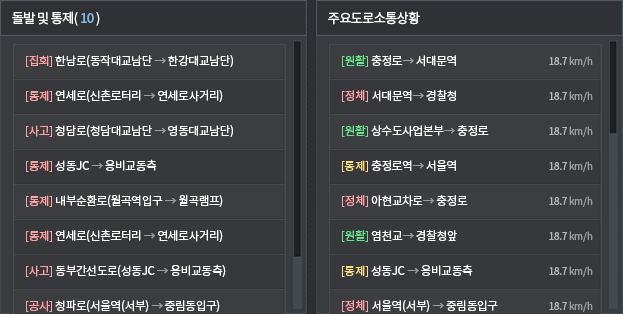 돌발 및 통제( 10 )
[집회] 한남로(동작대교남단 → 한강대교남단)
[통제] 연세로(신촌로터리 → 연세로사거리)
[사고] 청담로(청담대교남단 → 영동대교남단)
[통제] 성동JC → 응비교동측
[통제] 내부순환로(월곡역입구 → 월곡램프)
[통제] 연세로(신촌로터리 → 연세로사거리)
[사고] 동부간선도로(성동JC → 응비교동측)
[공사] 청파로(서울역(서부) → 중림동입구)
주요도로소통상황
[원활] 충정로→ 서대문역 18.7 km/h
[정체] 서대문역→ 경찰청 18.7 km/h
[원활] 상수도사업본부→ 충정로 18.7 km/h
[통제] 충정로역→ 서울역 18.7 km/h
[정체] 아현교차로→ 충정로 18.7 km/h
[원활] 염천교→ 경찰청앞 18.7 km/h
[통제] 성동JC → 응비교동측 18.7 km/h
[정체] 서울역(서부) → 중림동입구 18.7 km/h